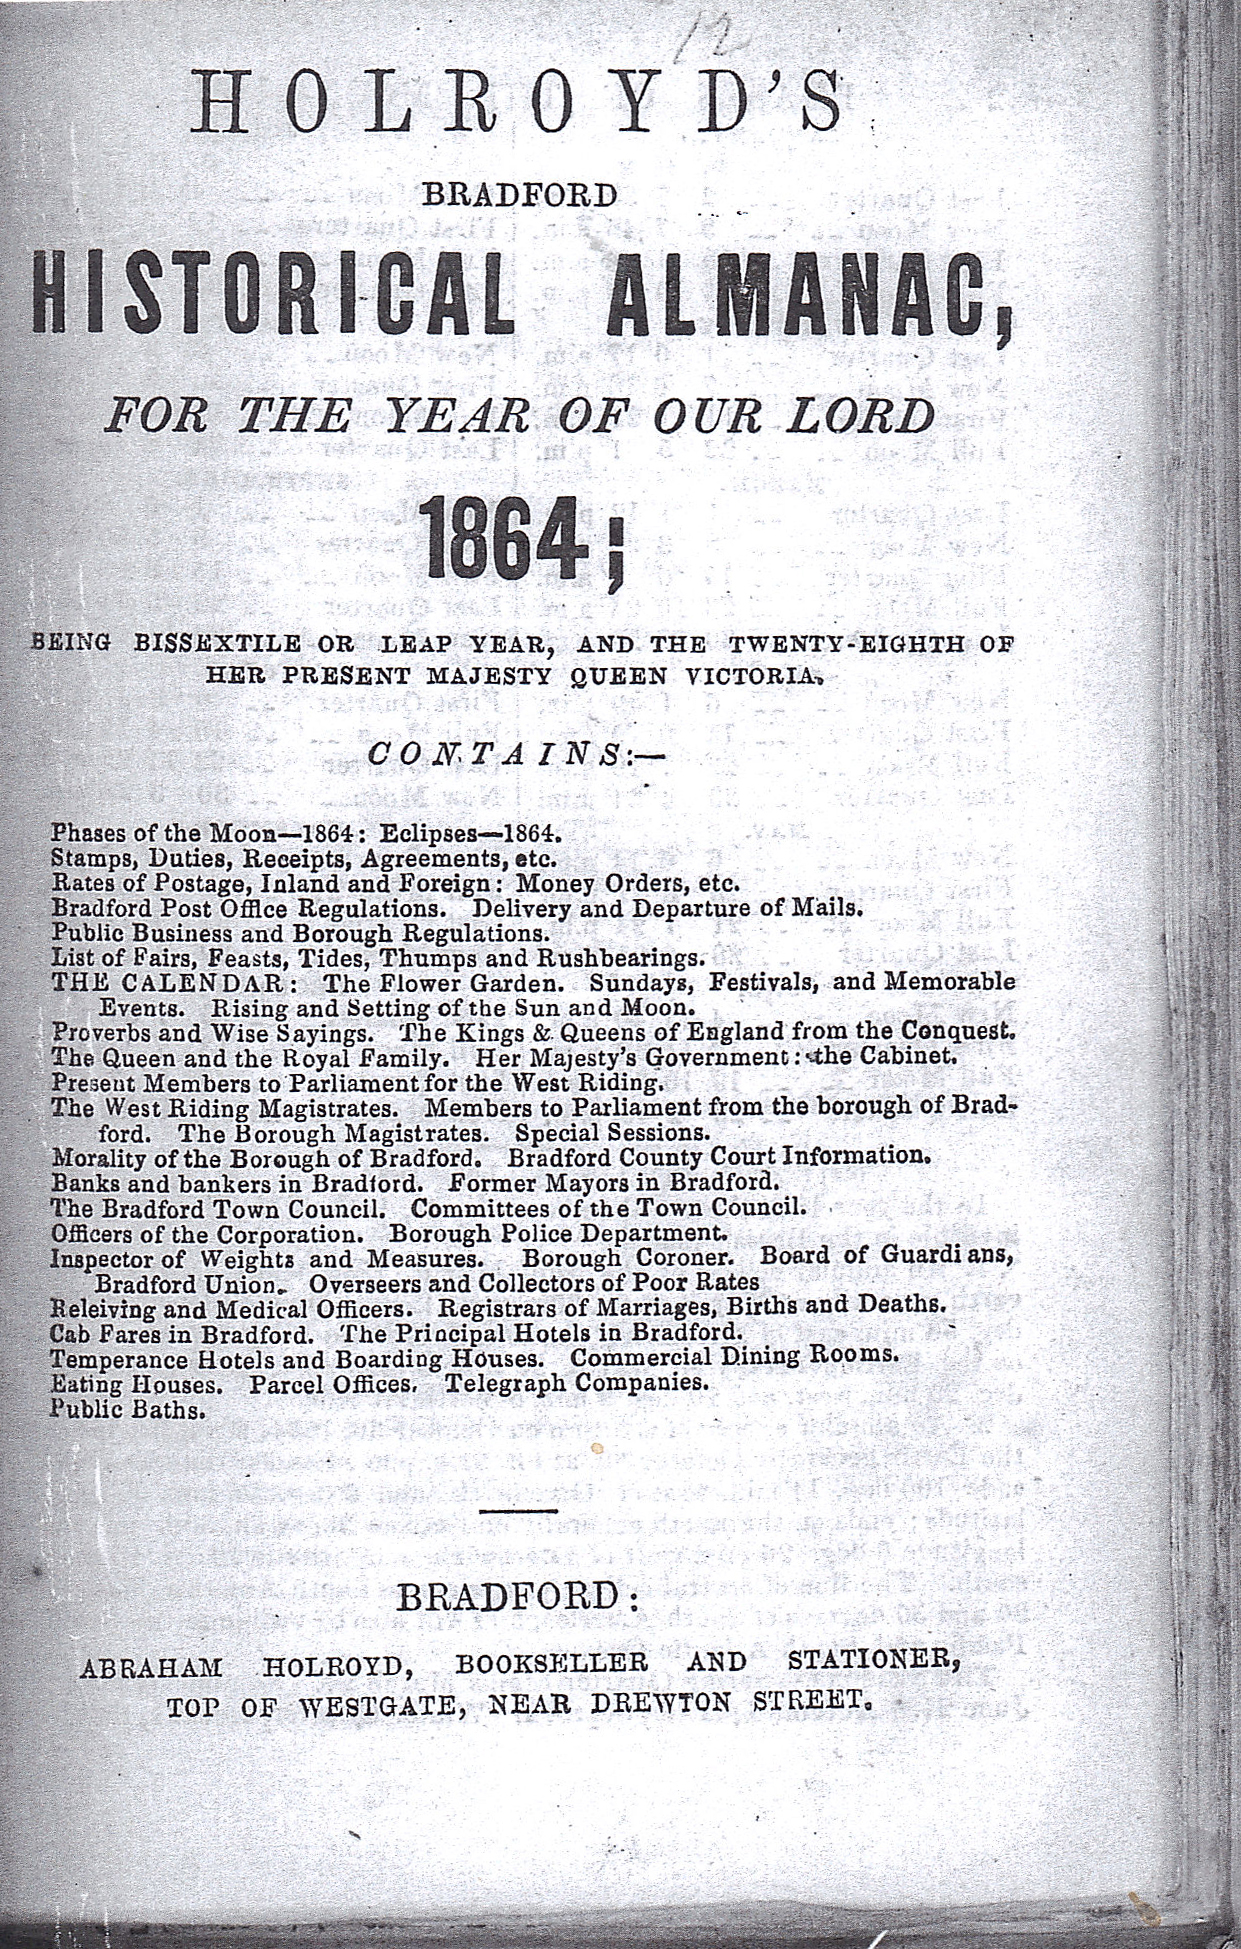 12
HOLROYD'S
BRADFORD
HISTORICAL ALMANAC,
FOR THE YEAR OF OUR LORD
1864;
BEING BISSEXTILE OR LEAP YEAR, AND THE TWENTY-EIGHTH OF
HER PRESENT MAJESTY QUEEN VICTORIA.
CONTAINS:—
Phases of the Moon—1864: Eclipses—1864.
Stamps, Duties, Receipts, Agreements, etc.
Rates of Postage, Inland and Foreign: Money Orders, etc.
Bradford Post Office Regulations. Delivery and Departure of Mails.
Public Business and Borough Regulations.
List of Fairs, Feasts, Tides, Thumps and Rushbearings.
THE CALENDAR: The Flower Garden. Sundays, Festivals, and Memorable
Events. Rising and Setting of the Sun and Moon.
Proverbs and Wise Sayings. The Kings & Queens of England from the Conquest.
The Queen and the Royal Family. Her Majesty's Government: the Cabinet.
Present Members to Parliament for the West Riding.
The West Riding Magistrates. Members to Parliament from the borough of Brad-
ford. The Borough Magistrates. Special Sessions.
Morality of the Borough of Bradford. Bradford County Court Information.
Banks and bankers in Bradford. Former Mayors in Bradford.
The Bradford Town Council. Committees of the Town Council.
Officers of the Corporation. Borough Police Department.
Inspector of Weights and Measures. Borough Coroner. Board of Guardians,
Bradford Union. Overseers and Collectors of Poor Rates
Releiving and Medical Officers. Registrars of Marriages, Births and Deaths.
Cab Fares in Bradford. The Principal Hotels in Bradford.
Temperance Hotels and Boarding Houses. Commercial Dining Rooms.
Eating Houses. Parcel Offices. Telegraph Companies.
Public Baths.
BRADFORD:
ABRAHAM HOLROYD, BOOKSELLER AND STATIONER,
TOP OF WESTGATE, NEAR DREWTON STREET.